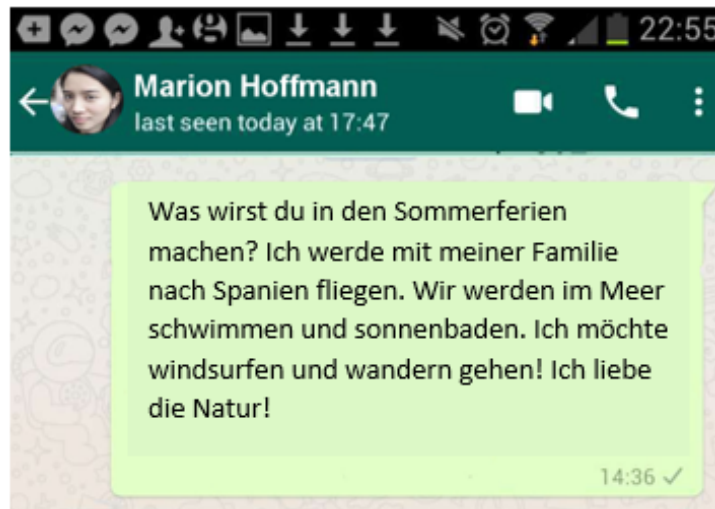 22:55
Marion Hoffmann
last seen today at 17:47
Was wirst du in den Sommerferien
machen? Ich werde mit meiner Familie
nach Spanien fliegen. Wir werden im Meer
schwimmen und sonnenbaden. Ich möchte
windsurfen und wandern gehen! Ich liebe
die Natur!
14:36